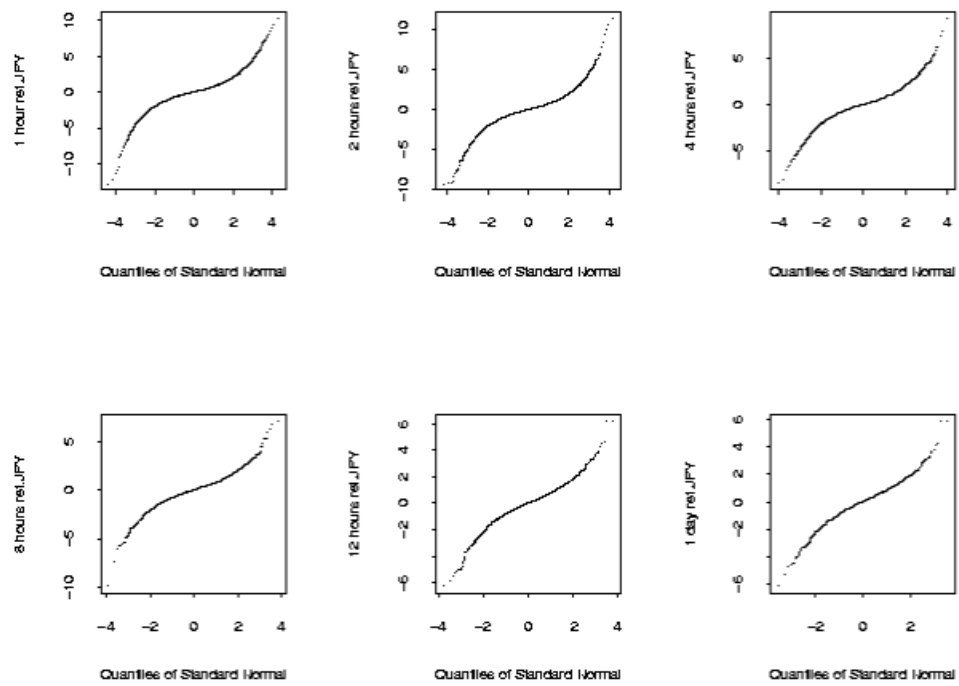 1 hour ret.JPY
10
5
0
−5
−10
−4 −2 0 2 4
Quantiles of Standard Normal
2 hours ret.JPY
10
5
0
−5
−10
−4 −2 0 2 4
Quantiles of Standard Normal
4 hours ret.JPY
5
0
−5
−4 −2 0 2 4
Quantiles of Standard Normal
8 hours ret.JPY
5
0
−5
−10
−4 −2 0 2 4
Quantiles of Standard Normal
12 hours ret.JPY
6
4
2
0
−2
−6
−4 −2 0 2 4
Quantiles of Standard Normal
1 day ret.JPY
6
4
2
0
−2
−6
−2 0 2
Quantiles of Standard Normal